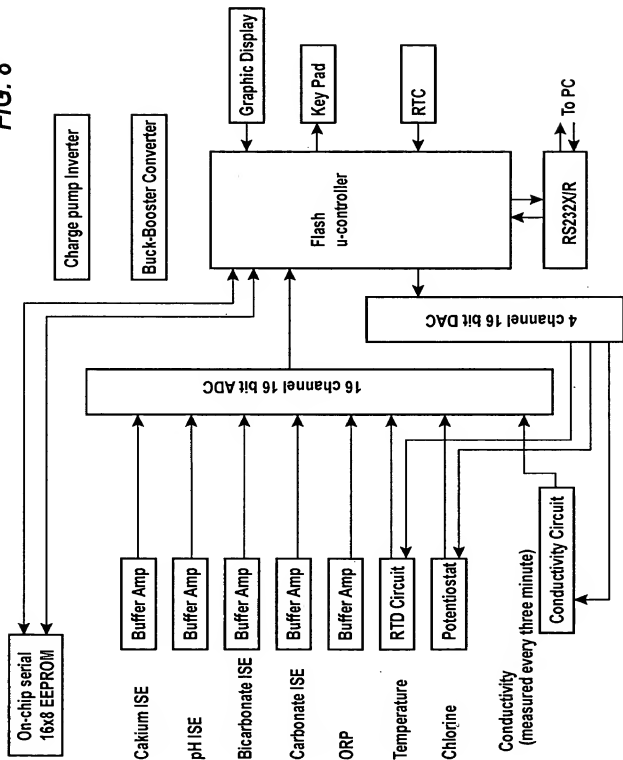 FIG. 8
Charge pump Inverter
Buck-Booster Converter
Graphic Display
Key Pad
RTC
Flash
u-controller
RS232X/R
To PC
4 channel 16 bit DAC
16 channel 16 bit ADC
On-chip serial
16x8 EEPROM
Cakium ISE
Buffer Amp
pH ISE
Buffer Amp
Bicarbonate ISE
Buffer Amp
Carbonate ISE
Buffer Amp
ORP
Buffer Amp
Temperature
RTD Circuit
Chlorine
Potentiostat
Conductivity
(measured every three minute)
Conductivity Circuit